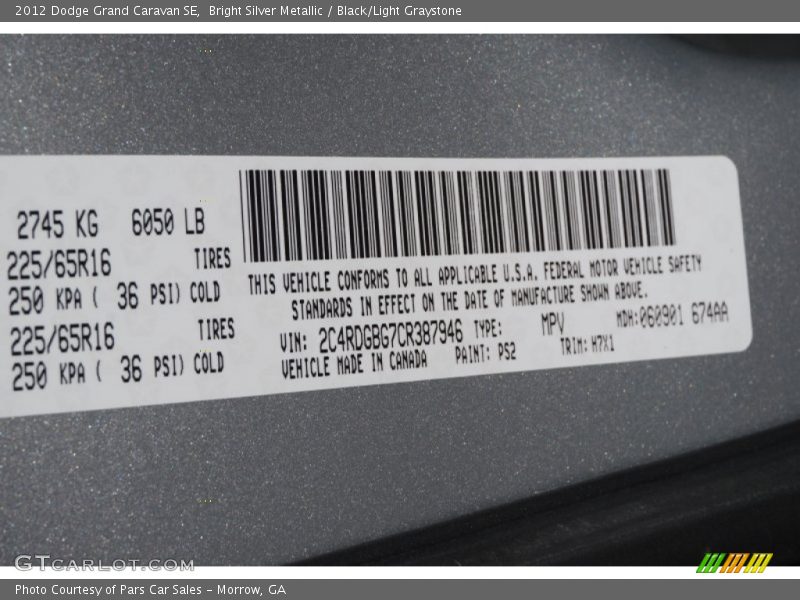 2012 Dodge Grand Caravan SE,  Bright Silver Metallic / Black/Light Graystone
2745 KG 6050 LB
225/65R16 TIRES
250 KPA ( 36 PSI) COLD
225/65R16 TIRES
250 KPA ( 36 PSI) COLD
THIS VEHICLE CONFORMS TO ALL APPLICABLE U.S.A. FEDERAL MOTOR VEHICLE SAFETY
STANDARDS IN EFFECT ON THE DATE OF MANUFACTURE SHOWN ABOVE.
VIN: 2C4RDGBG7CR387946 TYPE: MPV MDH:060901 674AA
VEHICLE MADE IN CANADA PAINT: PS2 TRIM: H7X1
GTCARLOT.COM
Photo Courtesy of Pars Car Sales - Morrow, GA